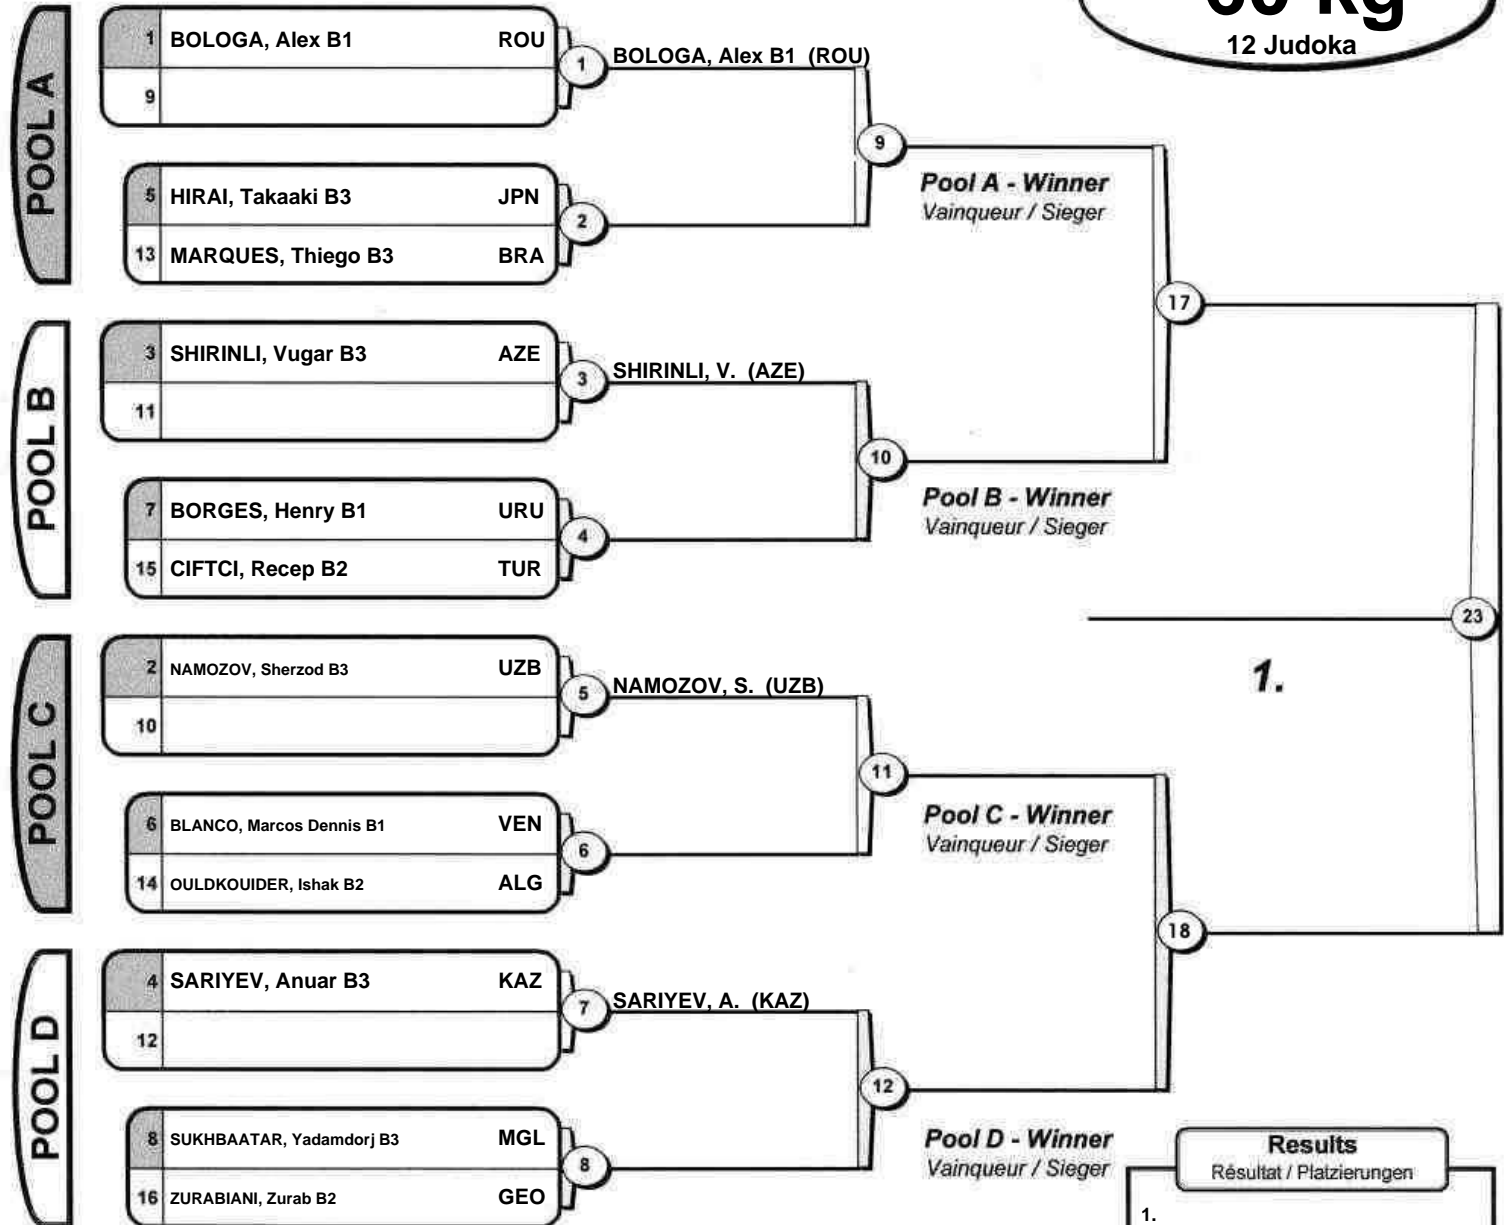 12 Judoka
POOL A
1 BOLOGA, Alex B1 ROU
9
1
BOLOGA, Alex B1 (ROU)
5 HIRAI, Takaaki B3 JPN
13 MARQUES, Thiego B3 BRA
2
9
Pool A - Winner
Vainqueur / Sieger
POOL B
3 SHIRINLI, Vugar B3 AZE
11
3
SHIRINLI, V. (AZE)
7 BORGES, Henry B1 URU
15 CIFTCI, Recep B2 TUR
4
10
Pool B - Winner
Vainqueur / Sieger
17
POOL C
2 NAMOZOV, Sherzod B3 UZB
10
5
NAMOZOV, S. (UZB)
6 BLANCO, Marcos Dennis B1 VEN
14 OULDKOUIDER, Ishak B2 ALG
6
11
Pool C - Winner
Vainqueur / Sieger
POOL D
4 SARIYEV, Anuar B3 KAZ
12
7
SARIYEV, A. (KAZ)
8 SUKHBAATAR, Yadamdorj B3 MGL
16 ZURABIANI, Zurab B2 GEO
8
12
Pool D - Winner
Vainqueur / Sieger
18
23
1.
Results
Résultat / Platzierungen
1.